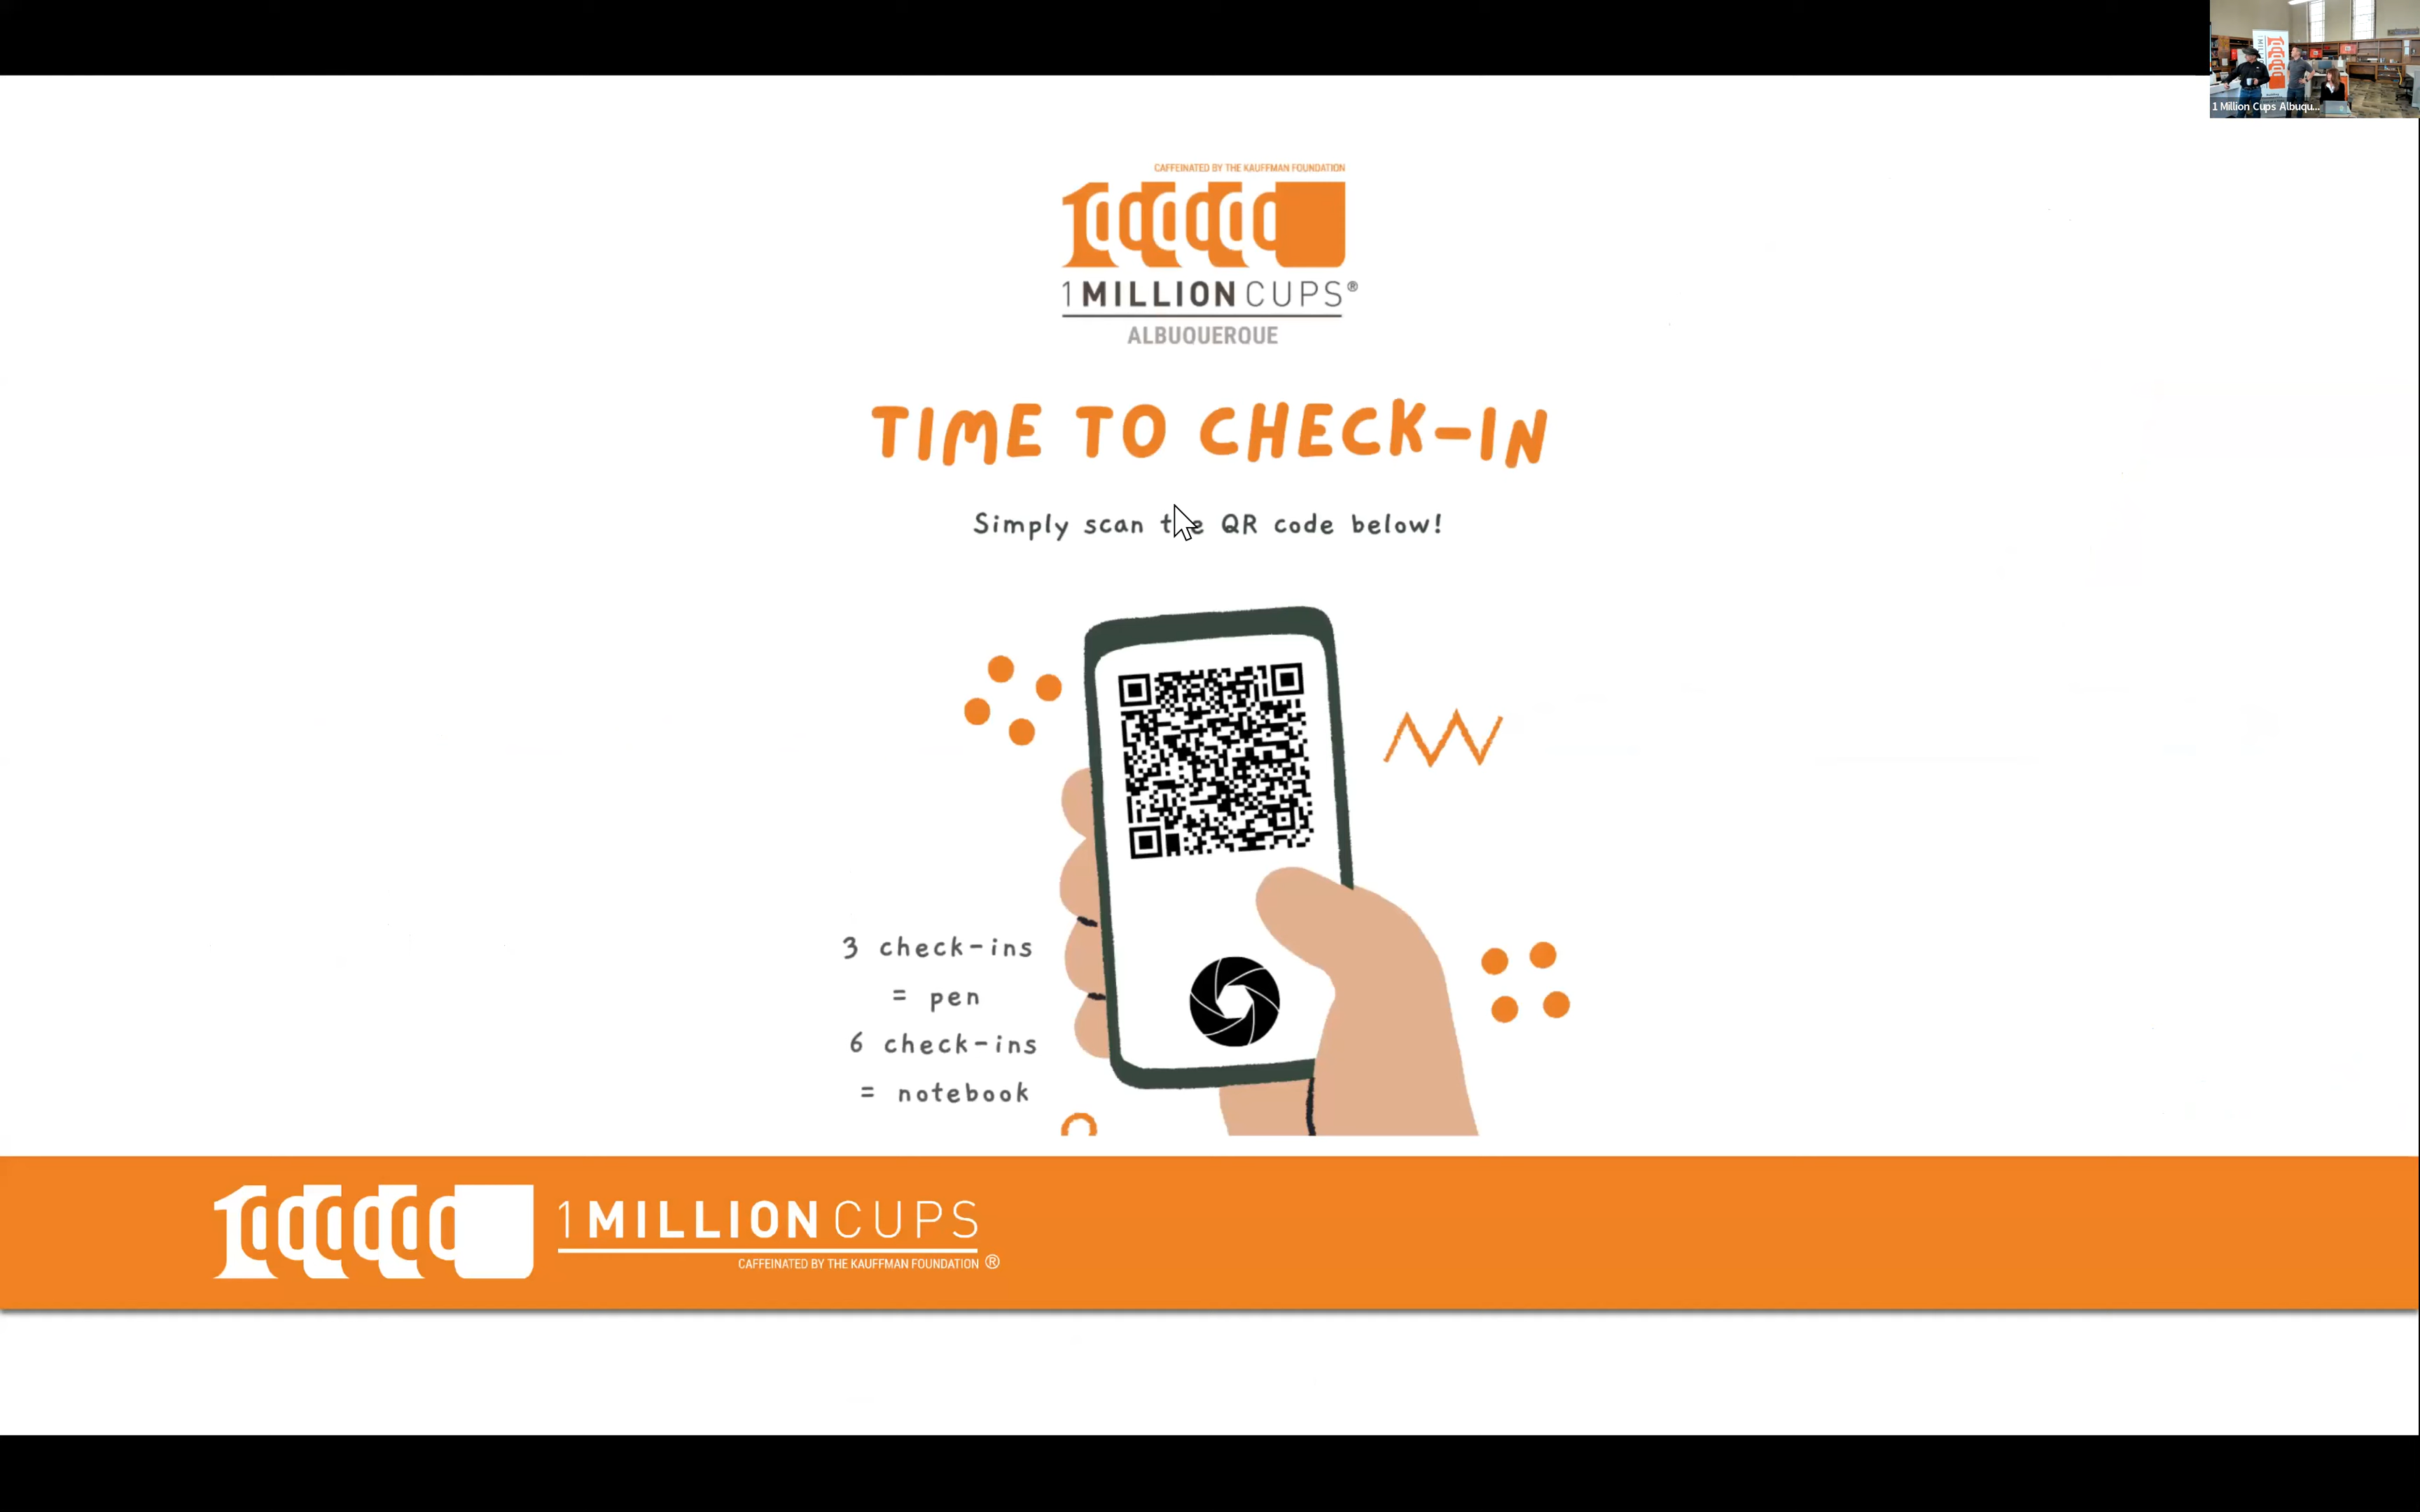 1 Million Cups Albuqu...
CAFFEINATED BY THE KAUFFMAN FOUNDATION
1 MILLION CUPS®
ALBUQUERQUE
TIME TO CHECK-IN
Simply scan the QR code below!
3 check-ins
= pen
6 check-ins
= notebook
1 MILLION CUPS
CAFFEINATED BY THE KAUFFMAN FOUNDATION ®